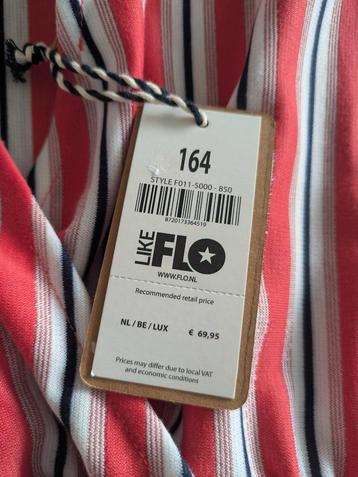 164
STYLE F011-5000 - 850
8720173364519
LIKE FLO
WWW.FLO.NL
Recommended retail price
NL / BE / LUX € 69,95
Prices may differ due to local VAT
and economic conditions